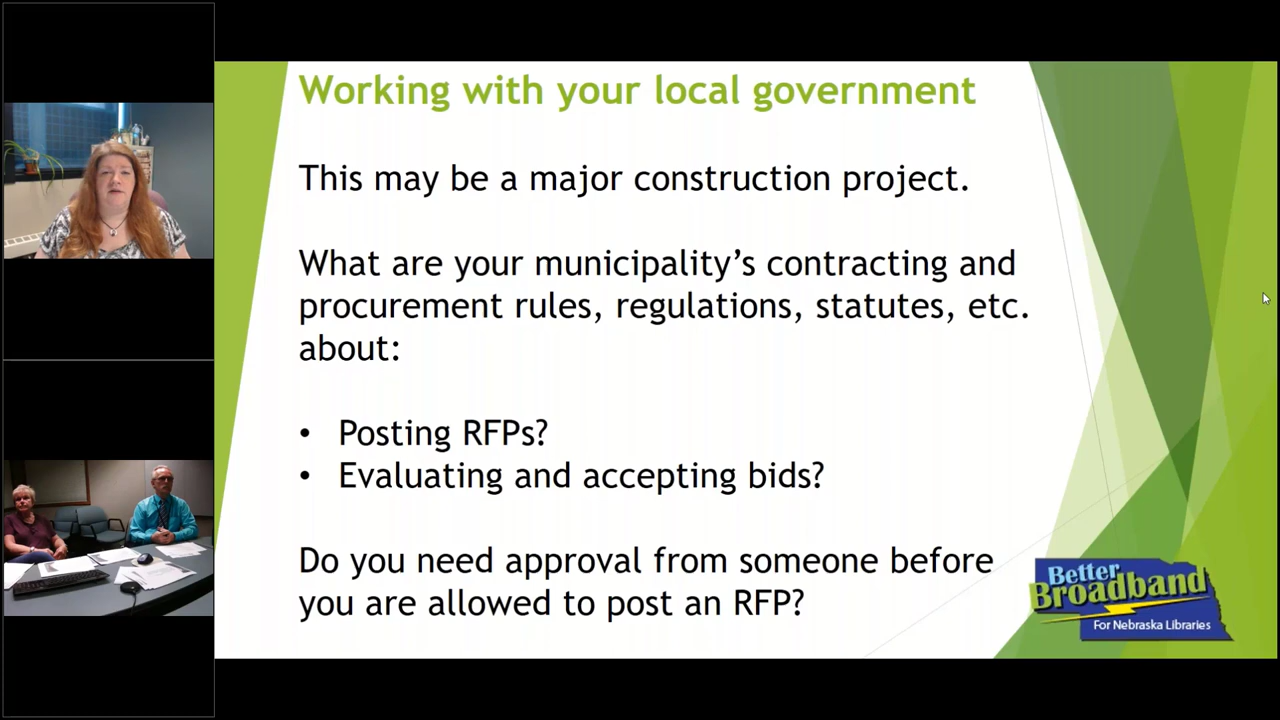 Working with your local government
This may be a major construction project.
What are your municipality’s contracting and
procurement rules, regulations, statutes, etc.
about:
• Posting RFPs?
• Evaluating and accepting bids?
Do you need approval from someone before
you are allowed to post an RFP?
Better
Broadband
For Nebraska Libraries